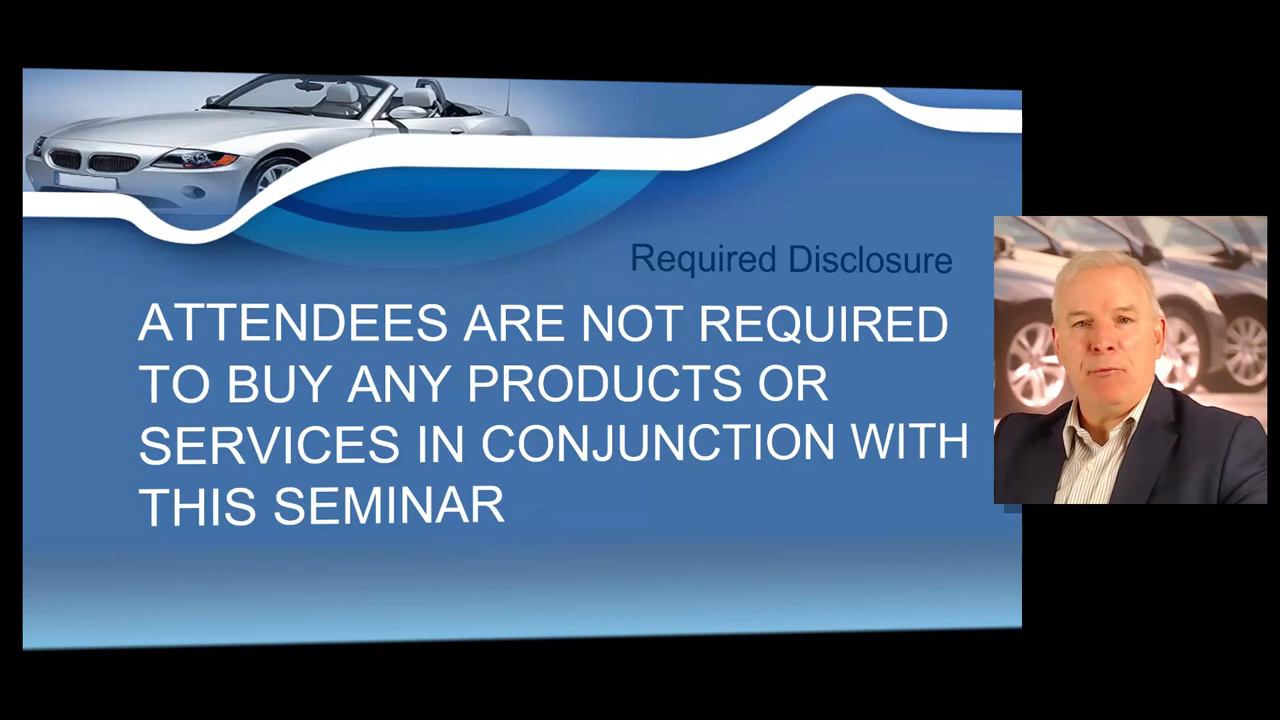 Required Disclosure
ATTENDEES ARE NOT REQUIRED
TO BUY ANY PRODUCTS OR
SERVICES IN CONJUNCTION WITH
THIS SEMINAR